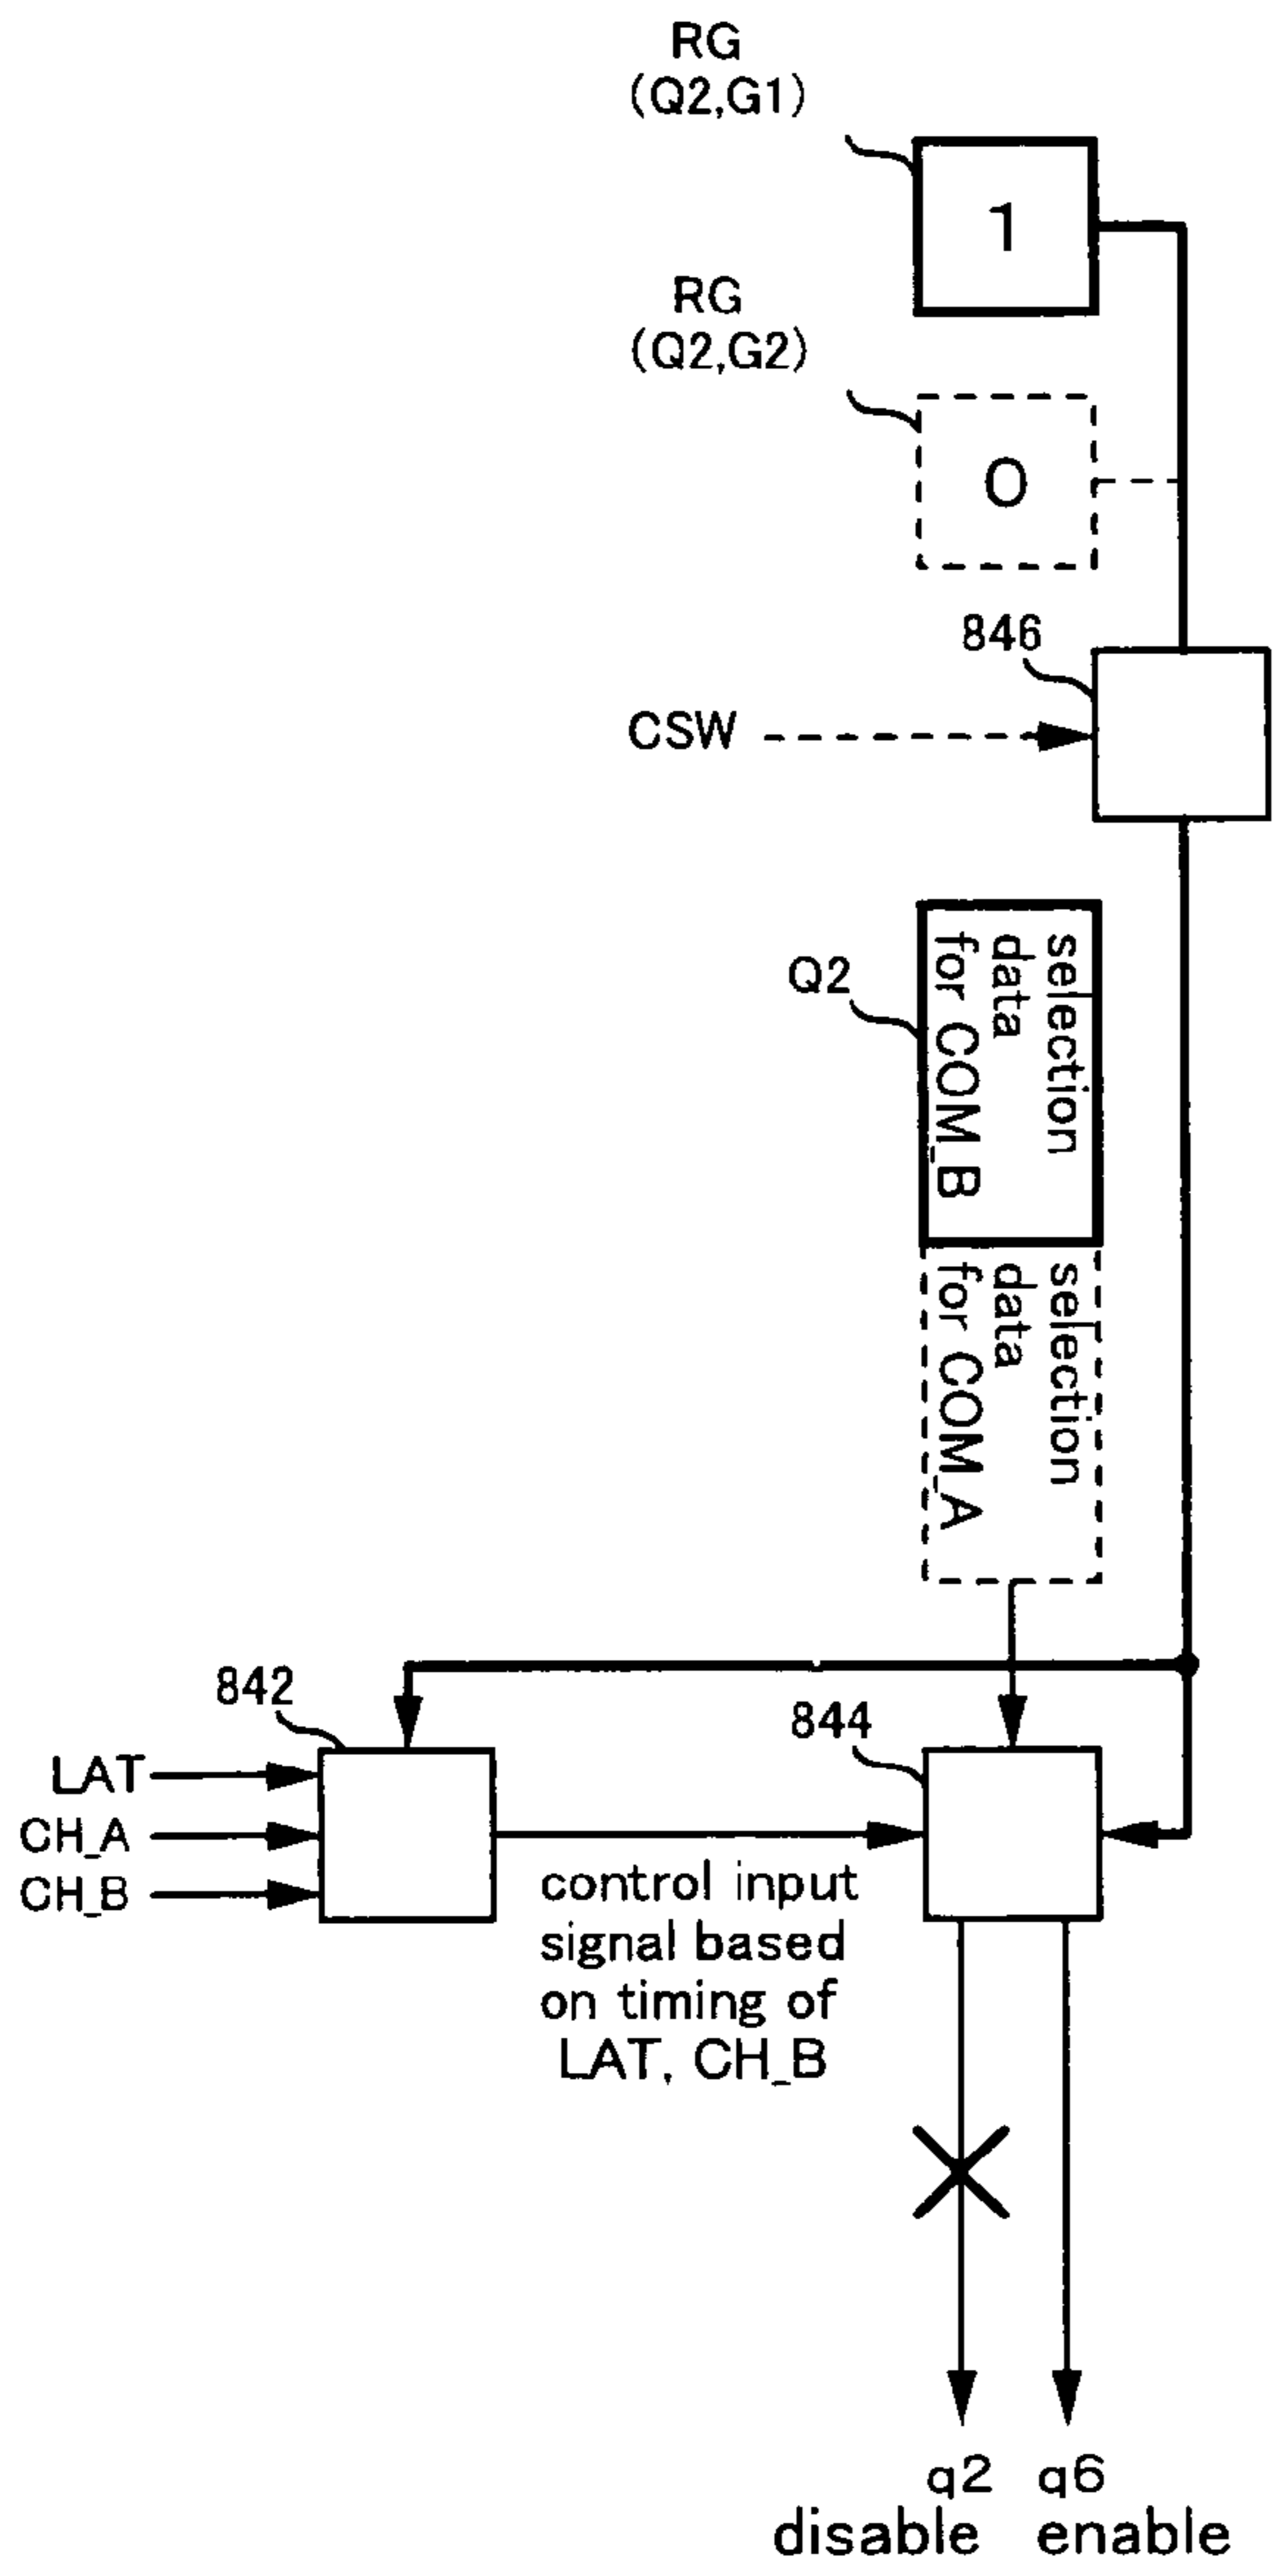 RG
(Q2,G1)
1
RG
(Q2,G2)
0
846
CSW
Q2
selection
data
for COM_B
selection
data
for COM_A
842
844
LAT
CH_A
CH_B
control input
signal based
on timing of
LAT, CH_B
q2 q6
disable enable